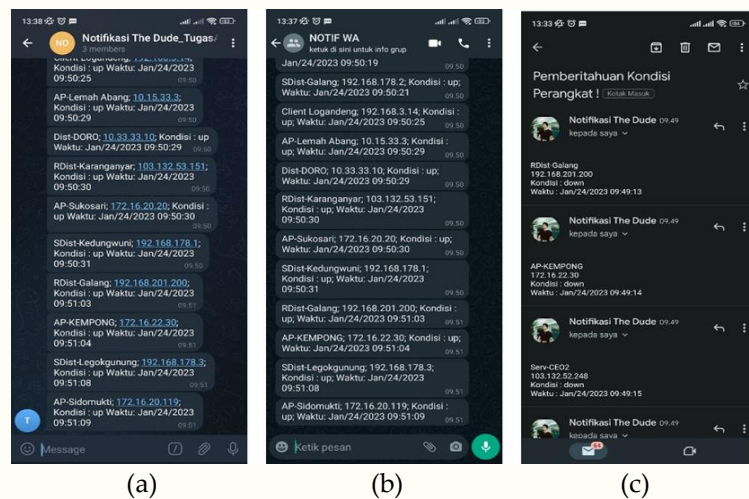 13:38
NO
Notifikasi The Dude_Tugas
3 members
Kondisi : up Waktu: Jan/24/2023
09:50:25
09:50
AP-Lemah Abang; 10.15.33.3;
Kondisi : up Waktu: Jan/24/2023
09:50:29
09:50
Dist-DORO; 10.33.33.10; Kondisi : up
Waktu: Jan/24/2023 09:50:29
09:50
RDist-Karanganyar; 103.132.53.151;
Kondisi : up Waktu: Jan/24/2023
09:50:30
09:50
AP-Sukosari; 172.16.20.20; Kondisi :
up Waktu: Jan/24/2023 09:50:30
09:50
SDist-Kedungwuni; 192.168.178.1;
Kondisi : up Waktu: Jan/24/2023
09:50:31
09:50
RDist-Galang; 192.168.201.200;
Kondisi : up Waktu: Jan/24/2023
09:51:03
09:51
AP-KEMPONG; 172.16.22.30;
Kondisi : up Waktu: Jan/24/2023
09:51:04
09:51
SDist-Legokgunung; 192.168.178.3;
Kondisi : up Waktu: Jan/24/2023
09:51:08
09:51
AP-Sidomukti; 172.16.20.119;
Kondisi : up Waktu: Jan/24/2023
09:51:09
09:51
T
Message
(a)
13:37
NOTIF WA
ketuk di sini untuk info grup
Jan/24/2023 09:50:19
09.50
SDist-Galang; 192.168.178.2; Kondisi : up;
Waktu: Jan/24/2023 09:50:21
09.50
Client Logandeng; 192.168.3.14; Kondisi :
up; Waktu: Jan/24/2023 09:50:25
09.50
AP-Lemah Abang; 10.15.33.3; Kondisi :
up; Waktu: Jan/24/2023 09:50:29
09.50
Dist-DORO; 10.33.33.10; Kondisi : up;
Waktu: Jan/24/2023 09:50:29
09.50
RDist-Karanganyar; 103.132.53.151;
Kondisi : up; Waktu: Jan/24/2023
09:50:30
09.50
AP-Sukosari; 172.16.20.20; Kondisi : up;
Waktu: Jan/24/2023 09:50:30
09.50
SDist-Kedungwuni; 192.168.178.1;
Kondisi : up; Waktu: Jan/24/2023
09:50:31
09.50
RDist-Galang; 192.168.201.200; Kondisi :
up; Waktu: Jan/24/2023 09:51:03
09.51
AP-KEMPONG; 172.16.22.30; Kondisi : up;
Waktu: Jan/24/2023 09:51:04
09.51
SDist-Legokgunung; 192.168.178.3;
Kondisi : up; Waktu: Jan/24/2023
09:51:08
09.51
AP-Sidomukti; 172.16.20.119; Kondisi :
up; Waktu: Jan/24/2023 09:51:09
09.51
Ketik pesan
(b)
13:33
Pemberitahuan Kondisi
Perangkat ! Kotak Masuk
Notifikasi The Dude 09.49
kepada saya
RDist-Galang
192.168.201.200
Kondisi : down
Waktu : Jan/24/2023 09:49:13
Notifikasi The Dude 09.49
kepada saya
AP-KEMPONG
172.16.22.30
Kondisi : down
Waktu : Jan/24/2023 09:49:14
Notifikasi The Dude 09.49
kepada saya
Serv-CEO2
103.132.52.248
Kondisi : down
Waktu : Jan/24/2023 09:49:15
Notifikasi The Dude 09.49
kepada saya
(c)